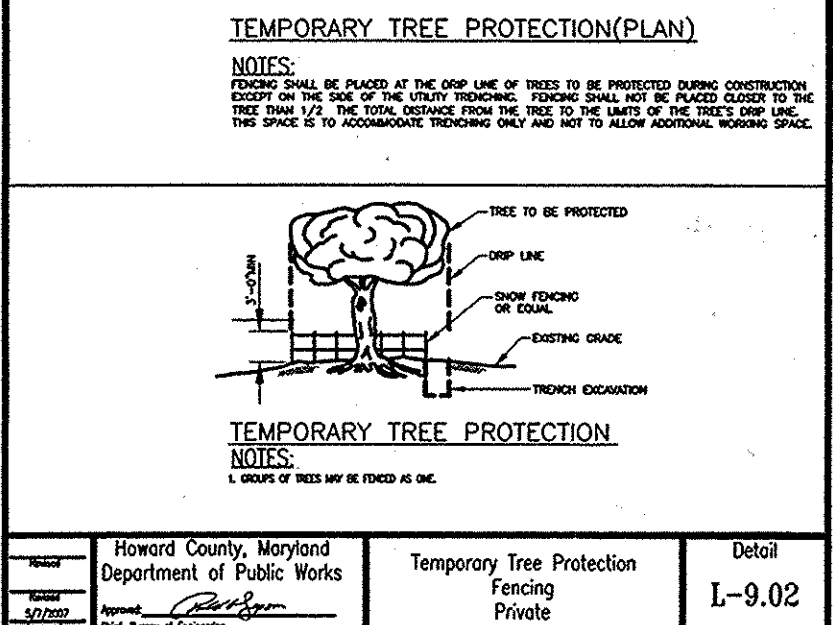 TEMPORARY TREE PROTECTION(PLAN)
NOTES:
FENCING SHALL BE PLACED AT THE DRIP LINE OF TREES TO BE PROTECTED DURING CONSTRUCTION
EXCEPT ON THE SIDE OF THE UTILITY TRENCHING. FENCING SHALL NOT BE PLACED CLOSER TO THE
TREE THAN 1/2 THE TOTAL DISTANCE FROM THE TREE TO THE LIMITS OF THE TREE'S DRIP LINE.
THIS SPACE IS TO ACCOMMODATE TRENCHING ONLY AND NOT TO ALLOW ADDITIONAL WORKING SPACE.
TREE TO BE PROTECTED
DRIP LINE
3'-0"MIN
SNOW FENCING
OR EQUAL
EXISTING GRADE
TRENCH EXCAVATION
TEMPORARY TREE PROTECTION
NOTES:
1. GROUPS OF TREES MAY BE FENCED AS ONE.
Revised
Revised
5/7/2007
Howard County, Maryland
Department of Public Works
Approved:
Chief, Bureau of Engineering
Temporary Tree Protection
Fencing
Private
Detail
L-9.02